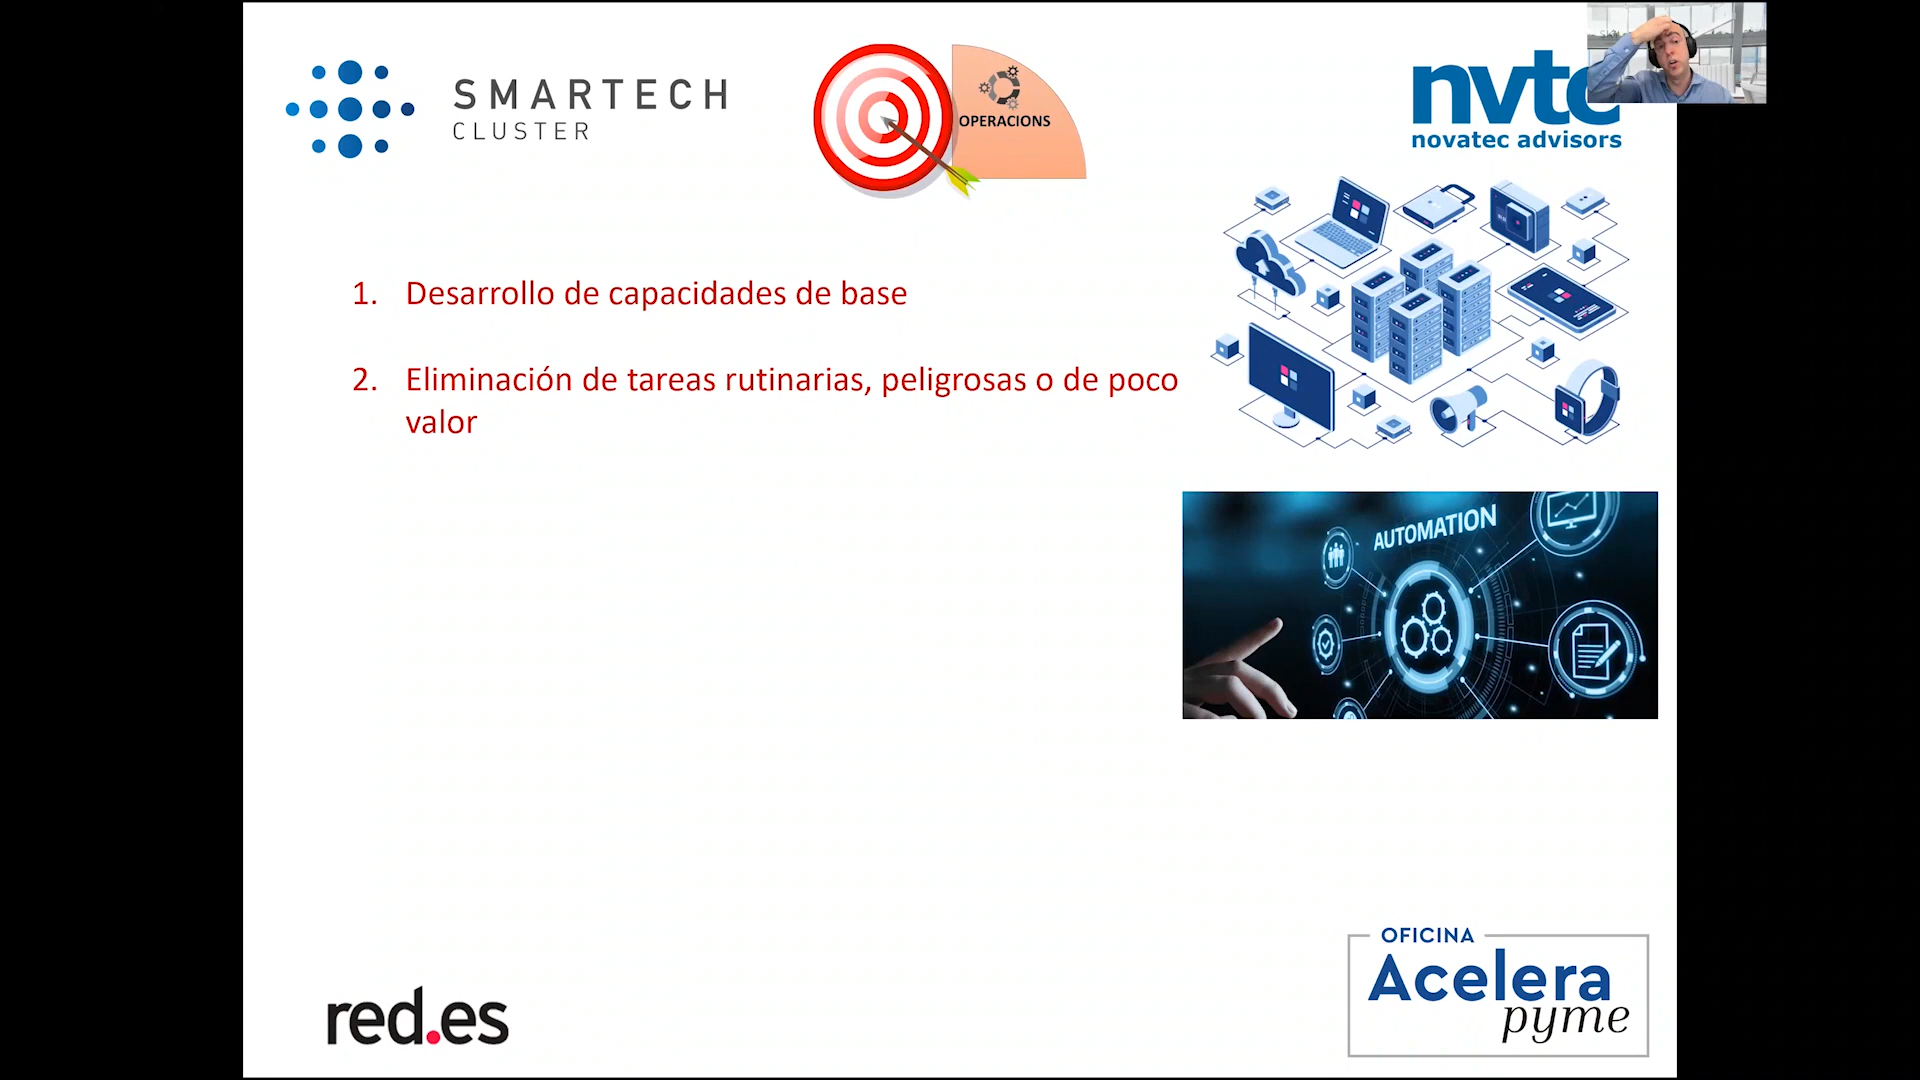 SMARTECH
CLUSTER
OPERACIONS
nvtc
novatec advisors
1. Desarrollo de capacidades de base
2. Eliminación de tareas rutinarias, peligrosas o de poco
valor
AUTOMATION
red.es
OFICINA
Acelera
pyme